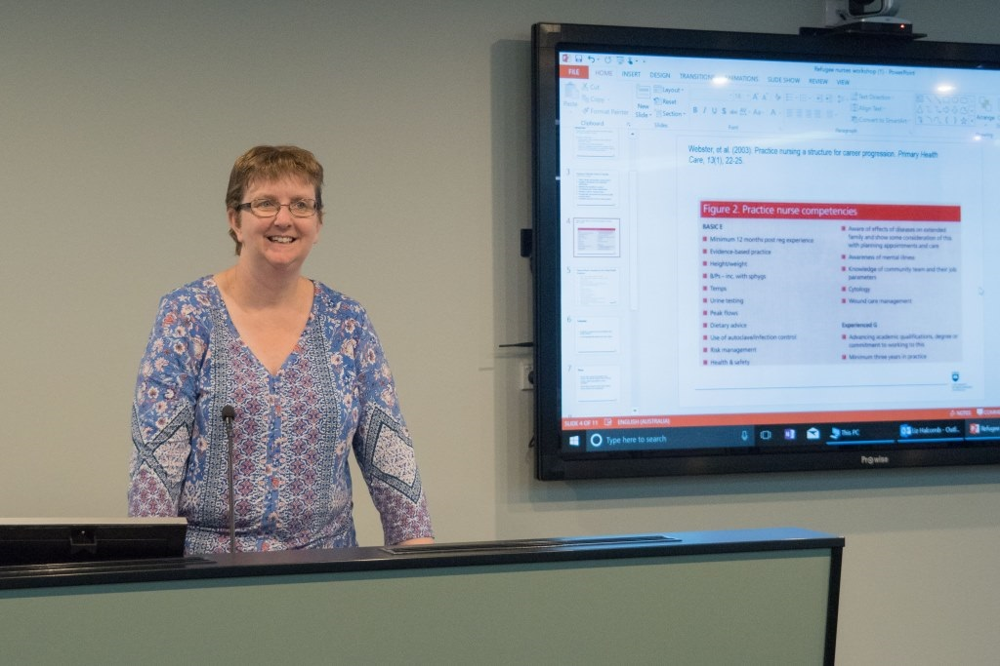 Refugee nurses workshop (1) - PowerPoint
FILE HOME INSERT DESIGN TRANSITIONS ANIMATIONS SLIDE SHOW REVIEW VIEW
Cut
Copy
Format Painter
Paste
Clipboard
New
Slide
Layout
Reset
Section
Slides
Font
Text Direction
Align Text
Convert to SmartArt
Paragraph
Arrange
3
4
5
6
7
Webster, et al. (2003). Practice nursing a structure for career progression. Primary Health
Care, 13(1), 22-25.
Figure 2. Practice nurse competencies
BASIC E
Minimum 12 months post reg experience
Evidence-based practice
Height/weight
B/Ps - inc. with sphygs
Temps
Urine testing
Peak flows
Dietary advice
Use of autoclave/infection control
Risk management
Health & safety
Aware of effects of diseases on extended
family and show some consideration of this
with planning appointments and care
Awareness of mental illness
Knowledge of community team and their job
parameters
Cytology
Wound care management
Experienced G
Advancing academic qualifications, degree or
commitment to working to this
Minimum three years in practice
SLIDE 4 OF 11 ENGLISH (AUSTRALIA) NOTES
Type here to search
This PC
Liz Halcomb - Outl...
Refugee
Prowise